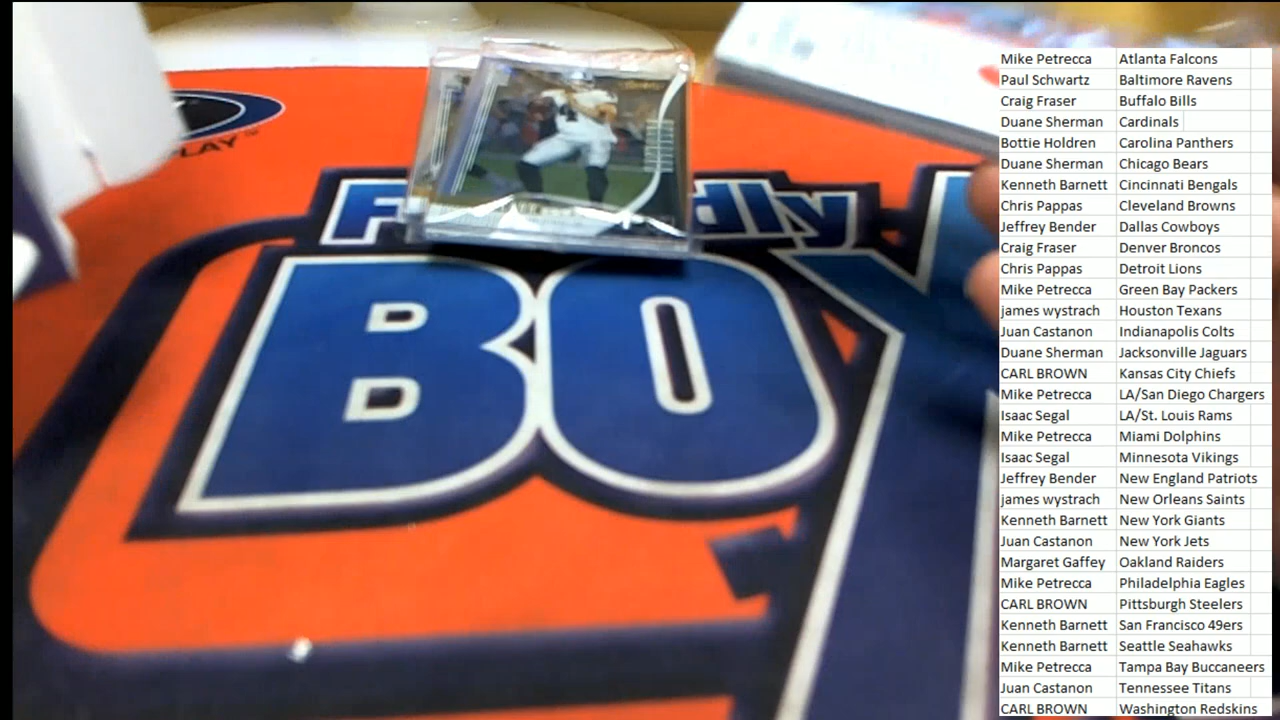 PLAY™
F dly
BO
Mike Petrecca Atlanta Falcons
Paul Schwartz Baltimore Ravens
Craig Fraser Buffalo Bills
Duane Sherman Cardinals
Bottie Holdren Carolina Panthers
Duane Sherman Chicago Bears
Kenneth Barnett Cincinnati Bengals
Chris Pappas Cleveland Browns
Jeffrey Bender Dallas Cowboys
Craig Fraser Denver Broncos
Chris Pappas Detroit Lions
Mike Petrecca Green Bay Packers
james wystrach Houston Texans
Juan Castanon Indianapolis Colts
Duane Sherman Jacksonville Jaguars
CARL BROWN Kansas City Chiefs
Mike Petrecca LA/San Diego Chargers
Isaac Segal LA/St. Louis Rams
Mike Petrecca Miami Dolphins
Isaac Segal Minnesota Vikings
Jeffrey Bender New England Patriots
james wystrach New Orleans Saints
Kenneth Barnett New York Giants
Juan Castanon New York Jets
Margaret Gaffey Oakland Raiders
Mike Petrecca Philadelphia Eagles
CARL BROWN Pittsburgh Steelers
Kenneth Barnett San Francisco 49ers
Kenneth Barnett Seattle Seahawks
Mike Petrecca Tampa Bay Buccaneers
Juan Castanon Tennessee Titans
CARL BROWN Washington Redskins